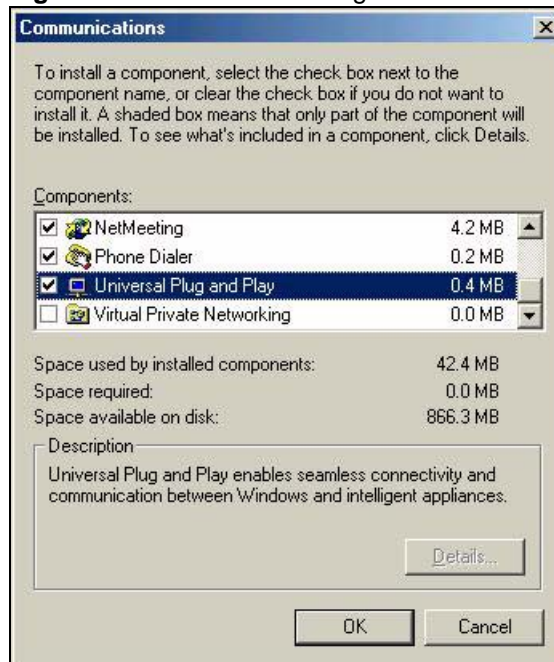 Communications
To install a component, select the check box next to the
component name, or clear the check box if you do not want to
install it. A shaded box means that only part of the component will
be installed. To see what's included in a component, click Details.
Components:
NetMeeting 4.2 MB
Phone Dialer 0.2 MB
Universal Plug and Play 0.4 MB
Virtual Private Networking 0.0 MB
Space used by installed components: 42.4 MB
Space required: 0.0 MB
Space available on disk: 866.3 MB
Description
Universal Plug and Play enables seamless connectivity and
communication between Windows and intelligent appliances.
Details...
OK Cancel